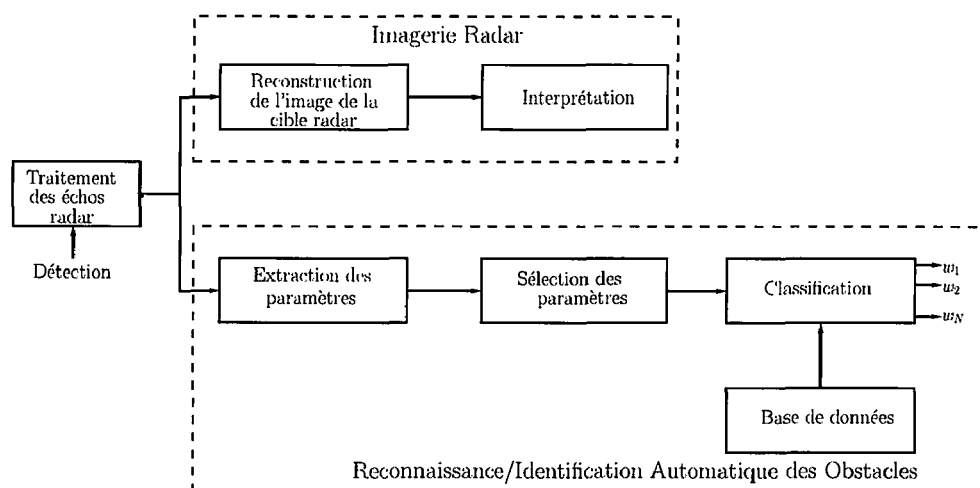 Imagerie Radar
Reconstruction
de l'image de la
cible radar
Interprétation
Traitement
des échos
radar
Détection
Extraction des
paramètres
Sélection des
paramètres
Classification
w₁
w₂
w_N
Base de données
Reconnaissance/Identification Automatique des Obstacles